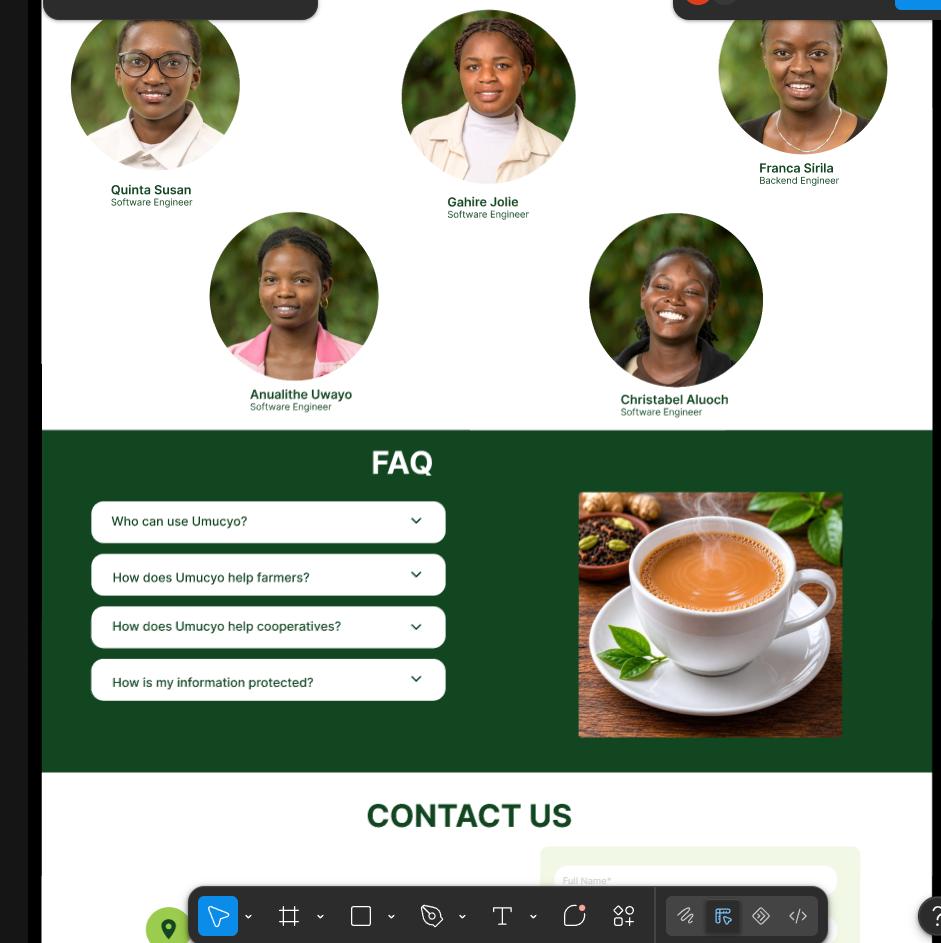 Quinta Susan
Software Engineer
Gahire Jolie
Software Engineer
Franca Sirila
Backend Engineer
Anualithe Uwayo
Software Engineer
Christabel Aluoch
Software Engineer
FAQ
Who can use Umucyo?
How does Umucyo help farmers?
How does Umucyo help cooperatives?
How is my information protected?
CONTACT US
Full Name*